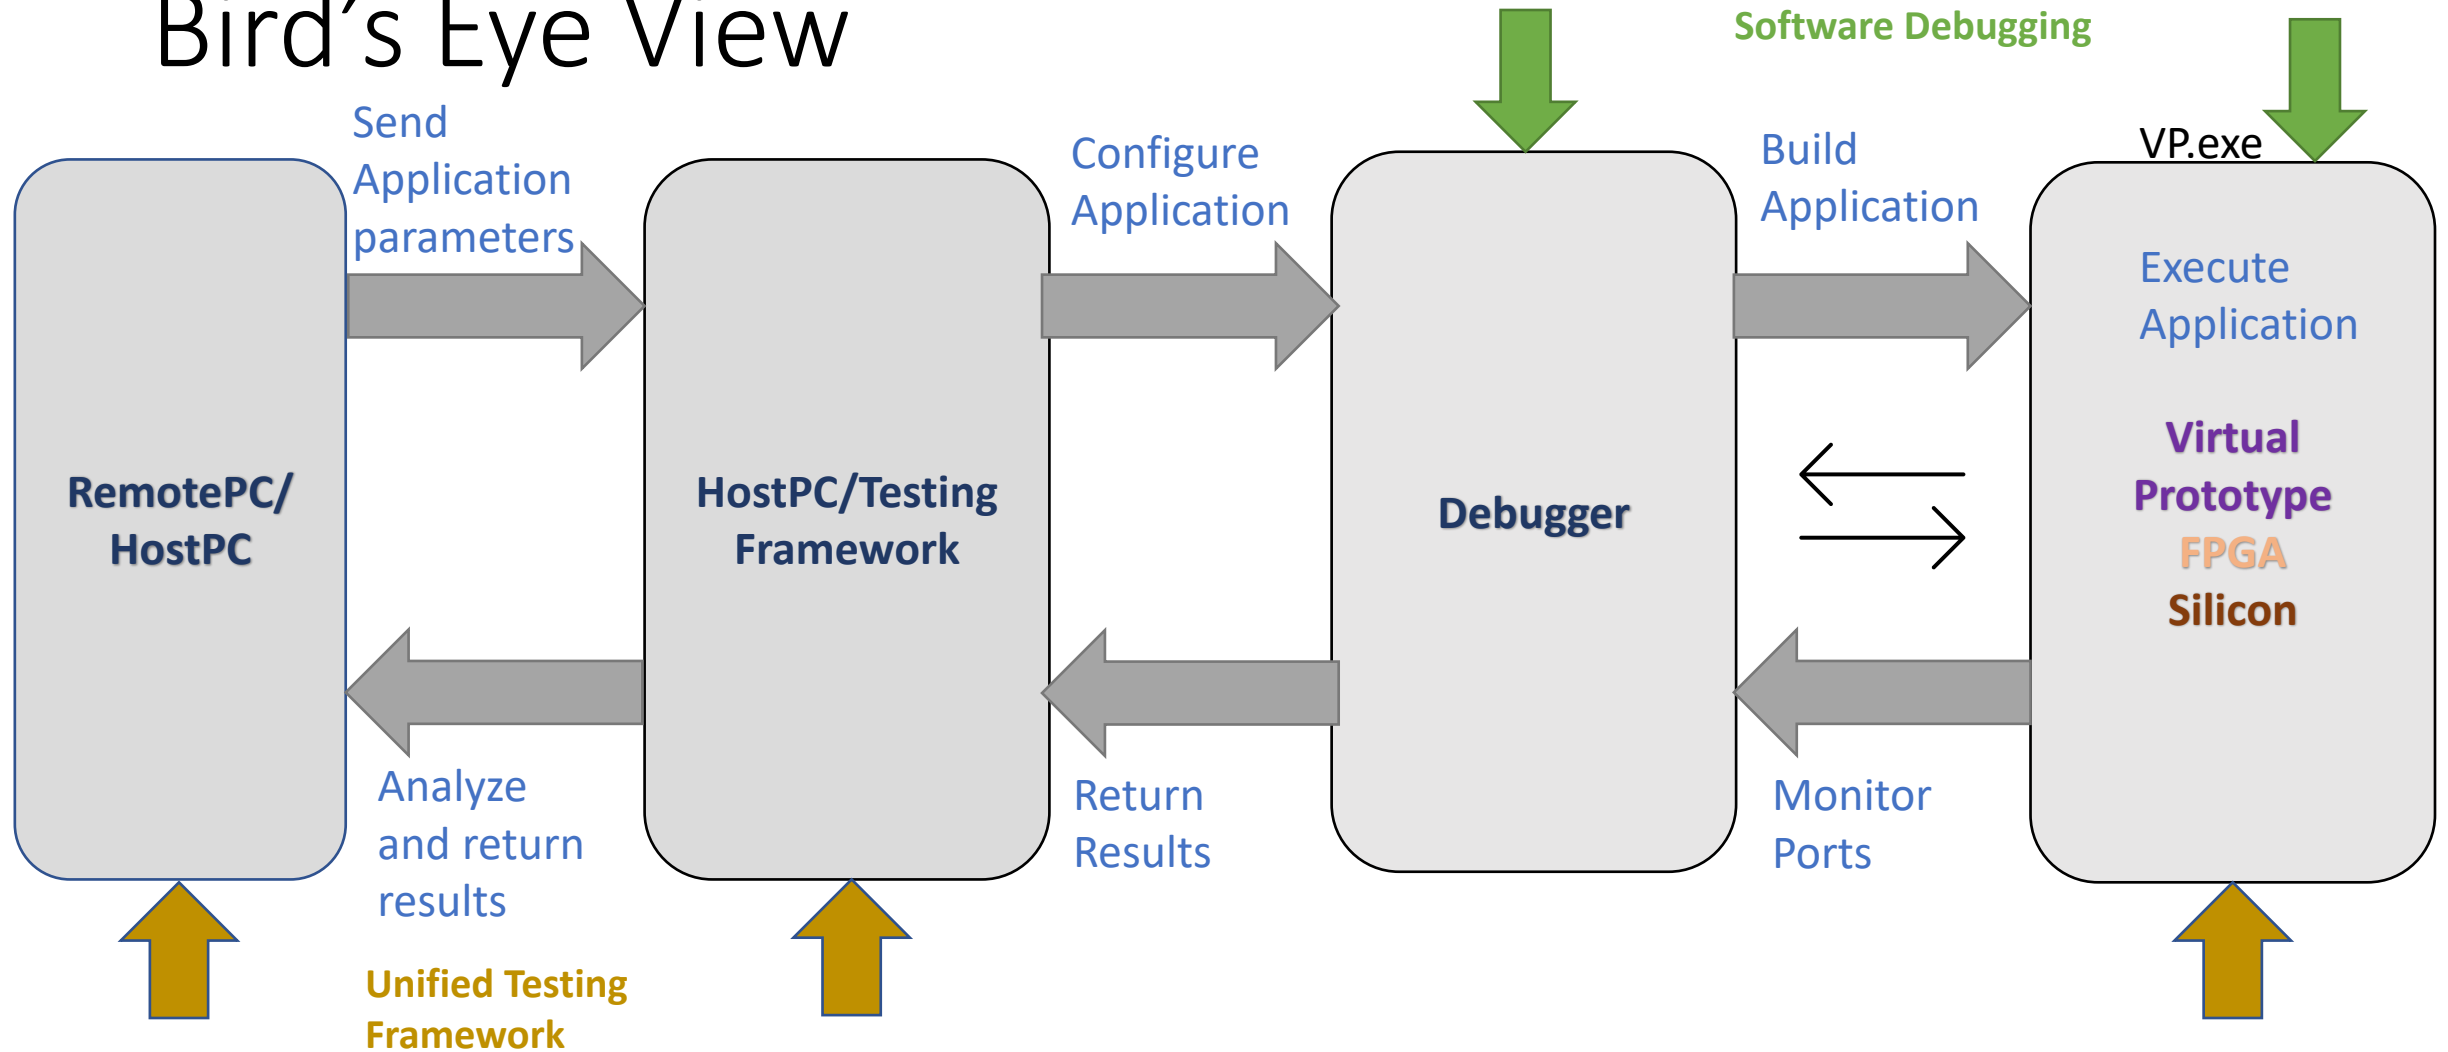 Bird's Eye View
Software Debugging
Send
Application
parameters
Configure
Application
Build
Application
VP.exe
Execute
Application
RemotePC/
HostPC
HostPC/Testing
Framework
Debugger
Virtual
Prototype
FPGA
Silicon
Analyze
and return
results
Return
Results
Monitor
Ports
Unified Testing
Framework